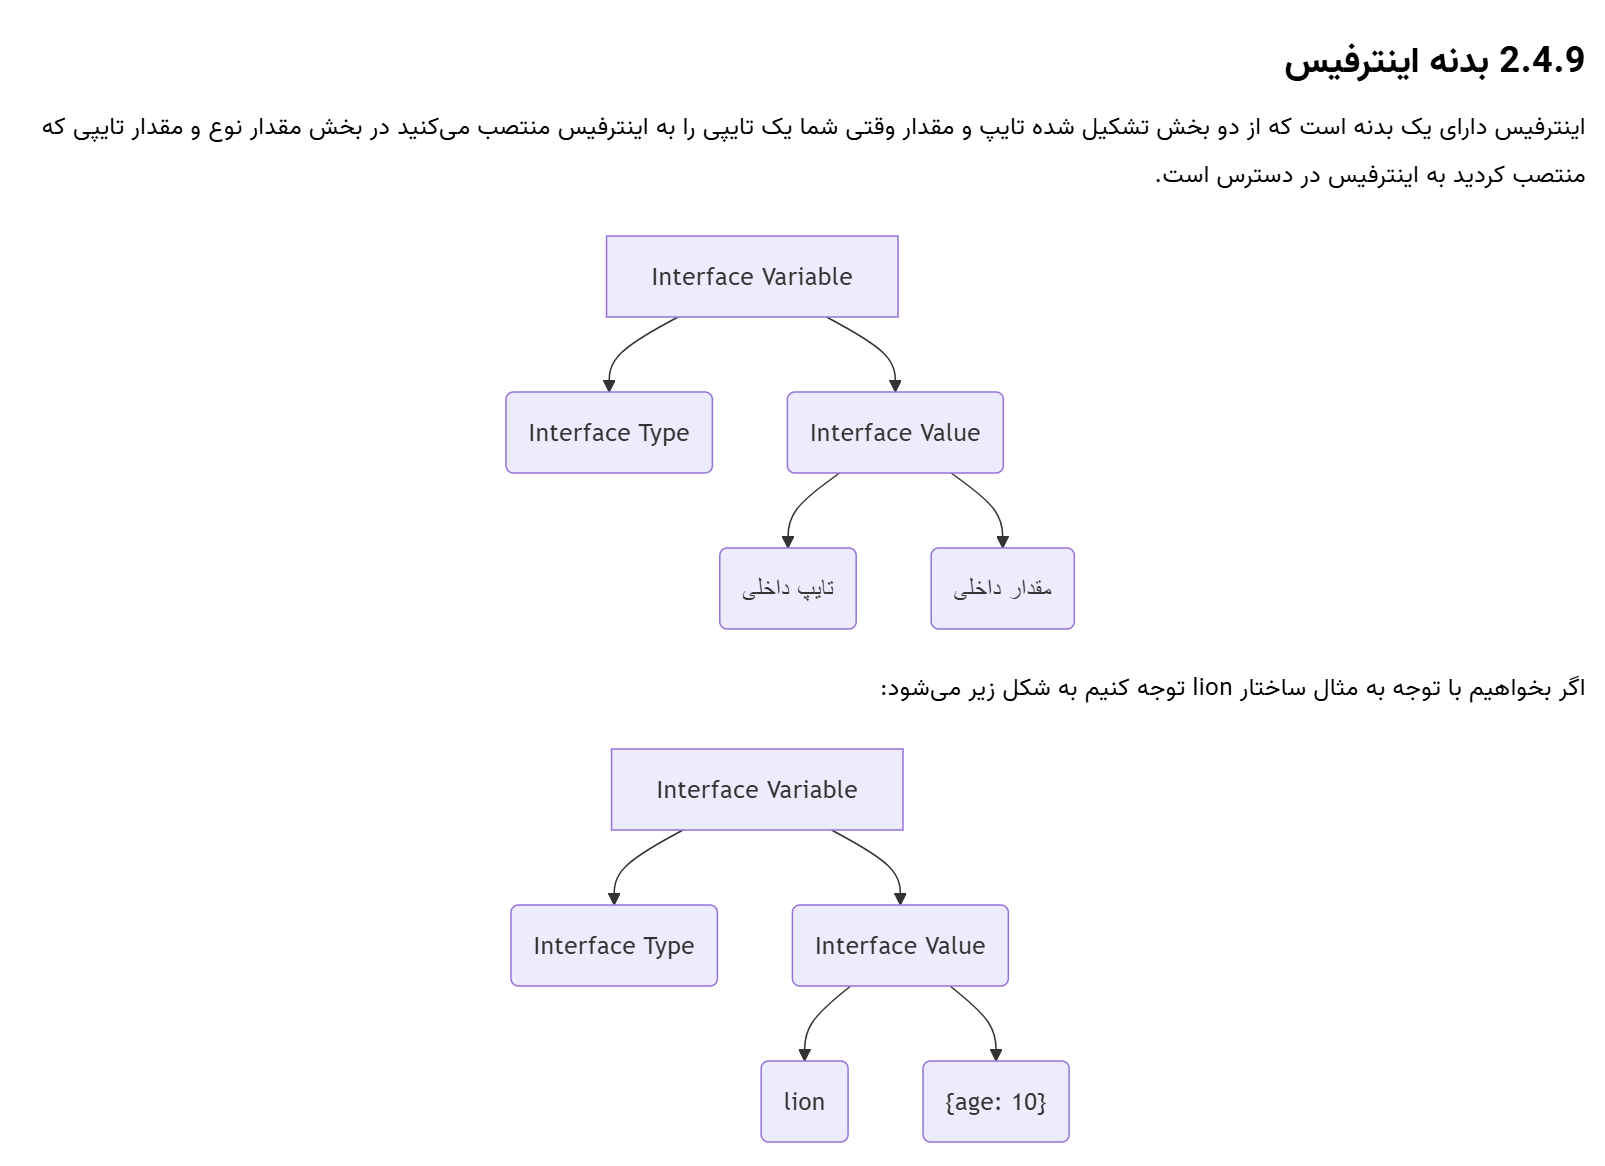 2.4.9 بدنه اینترفیس
اینترفیس دارای یک بدنه است که از دو بخش تشکیل شده تایپ و مقدار وقتی شما یک تایپی را به اینترفیس منتصب می‌کنید در بخش مقدار نوع و مقدار تایپی که
منتصب کردید به اینترفیس در دسترس است.
Interface Variable
Interface Type
Interface Value
تایپ داخلی
مقدار داخلی
اگر بخواهیم با توجه به مثال ساختار lion توجه کنیم به شکل زیر می‌شود:
Interface Variable
Interface Type
Interface Value
lion
{age: 10}